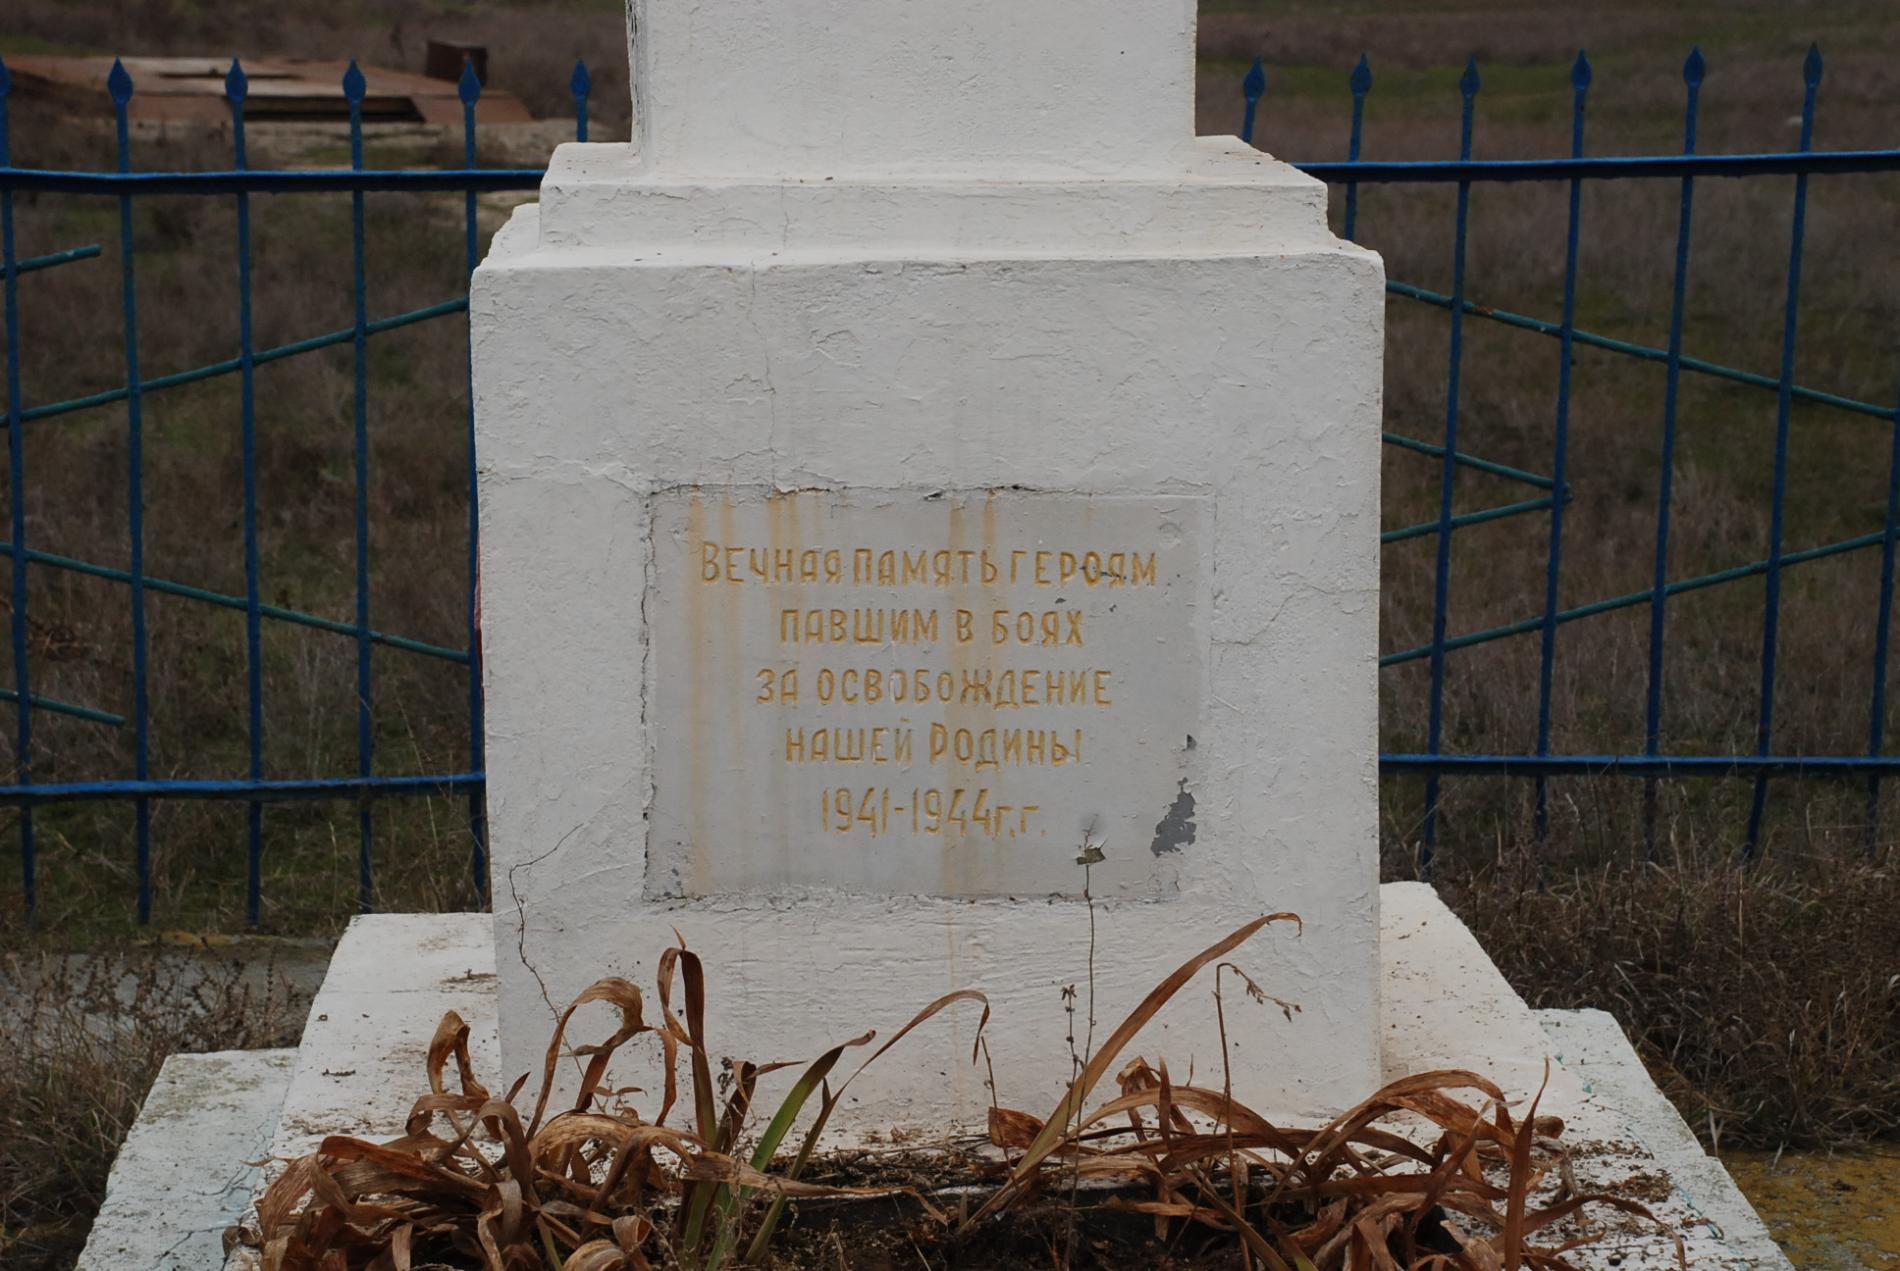 ВЕЧНАЯ ПАМЯТЬ ГЕРОЯМ
ПАВШИМ В БОЯХ
ЗА ОСВОБОЖДЕНИЕ
НАШЕЙ РОДИНЫ
1941-1944г.г.